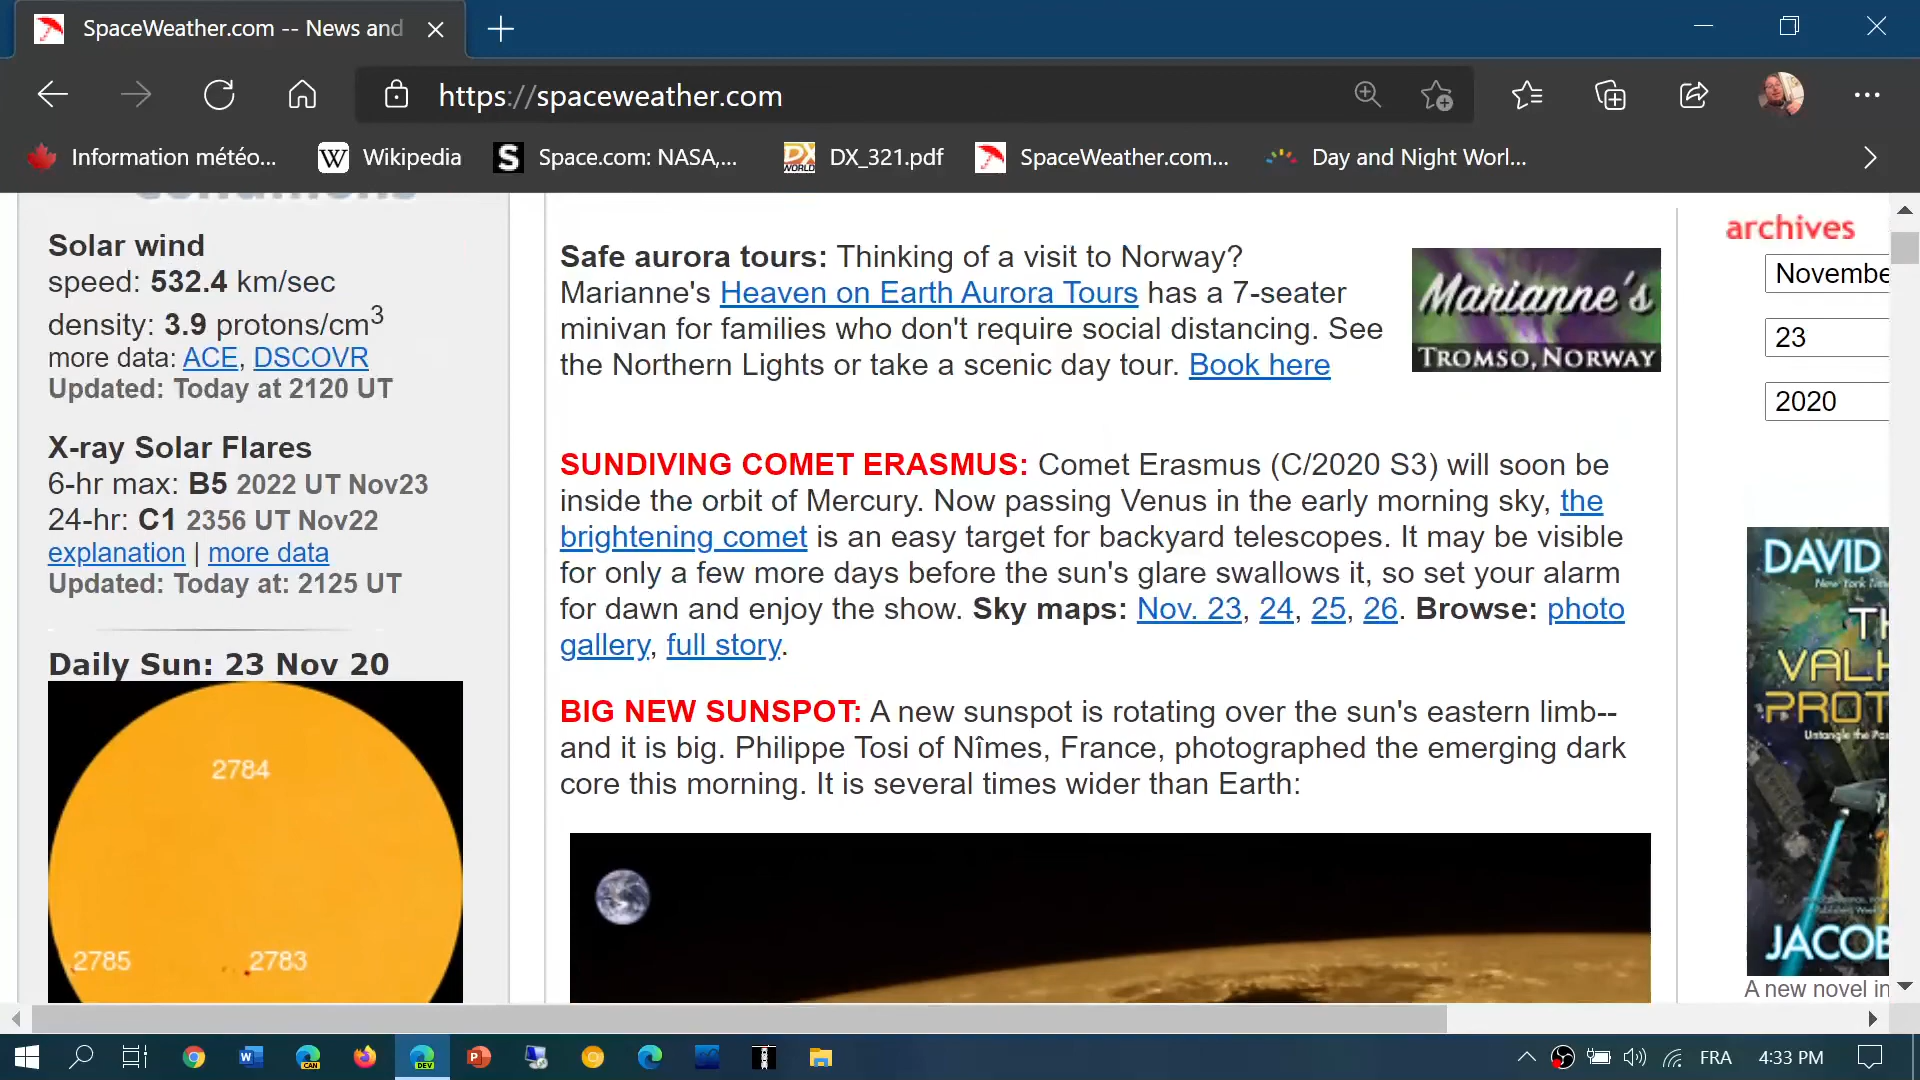 SpaceWeather.com -- News and
https://spaceweather.com
Information météo...
Wikipedia
Space.com: NASA,...
DX_321.pdf
SpaceWeather.com...
Day and Night Worl...
Solar wind
speed: 532.4 km/sec
density: 3.9 protons/cm3
more data: ACE, DSCOVR
Updated: Today at 2120 UT
X-ray Solar Flares
6-hr max: B5 2022 UT Nov23
24-hr: C1 2356 UT Nov22
explanation | more data
Updated: Today at: 2125 UT
Daily Sun: 23 Nov 20
2784
2785
2783
Safe aurora tours: Thinking of a visit to Norway?
Marianne's Heaven on Earth Aurora Tours has a 7-seater
minivan for families who don't require social distancing. See
the Northern Lights or take a scenic day tour. Book here
Marianne's
TROMSO, NORWAY
SUNDIVING COMET ERASMUS: Comet Erasmus (C/2020 S3) will soon be
inside the orbit of Mercury. Now passing Venus in the early morning sky, the
brightening comet is an easy target for backyard telescopes. It may be visible
for only a few more days before the sun's glare swallows it, so set your alarm
for dawn and enjoy the show. Sky maps: Nov. 23, 24, 25, 26. Browse: photo
gallery, full story.
BIG NEW SUNSPOT: A new sunspot is rotating over the sun's eastern limb--
and it is big. Philippe Tosi of Nîmes, France, photographed the emerging dark
core this morning. It is several times wider than Earth:
archives
Novembe
23
2020
DAVID
New York Times
TH
VALK
PROT
JACOB
A new novel in
DX
WORLD
CAN
DEV
FRA
4:33 PM